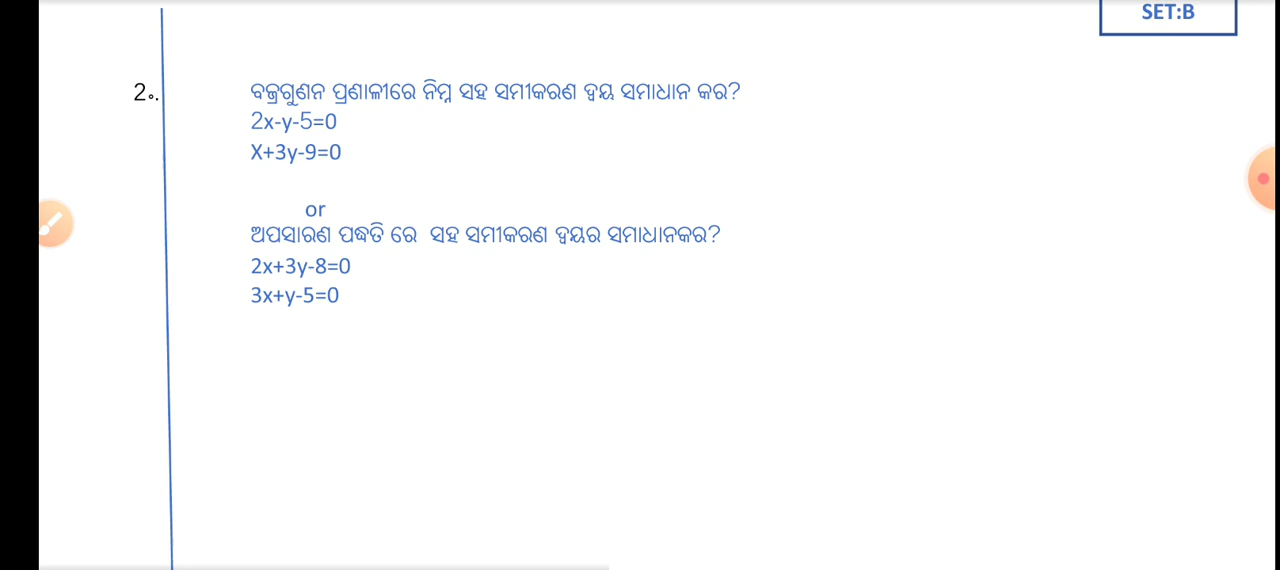 SET:B
2०.
ବଜ୍ରଗୁଣନ ପ୍ରଣାଳୀରେ ନିମ୍ନ ସହ ସମୀକରଣ ଦ୍ୱୟ ସମାଧାନ କର?
2x-y-5=0
X+3y-9=0
or
ଅପସାରଣ ପଦ୍ଧତି ରେ ସହ ସମୀକରଣ ଦ୍ୱୟର ସମାଧାନକର?
2x+3y-8=0
3x+y-5=0